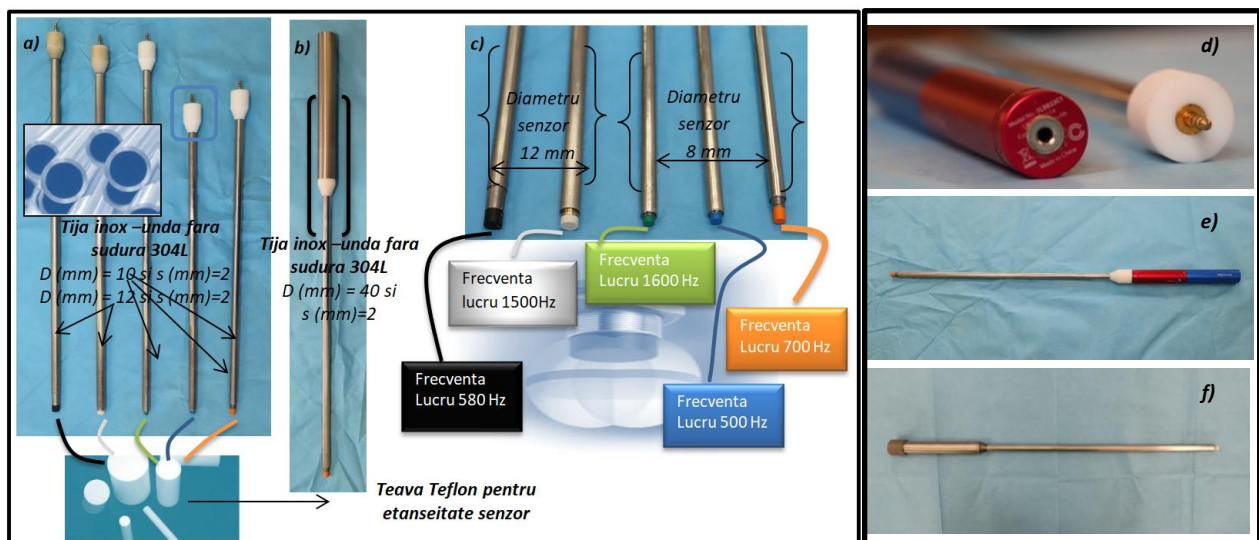 a)
Tija inox –unda fara
sudura 304L
D (mm) = 10 si s (mm)=2
D (mm) = 12 si s (mm)=2
b)
Tija inox –unda fara
sudura 304L
D (mm) = 40 si
s (mm)=2
c)
Diametru
senzor
12 mm
Diametru
senzor
8 mm
Frecventa
lucru 1500Hz
Frecventa
Lucru 1600 Hz
Frecventa
Lucru 700 Hz
Frecventa
Lucru 580 Hz
Frecventa
Lucru 500 Hz
Teava Teflon pentru
etanseitate senzor
d)
Made in China
e)
f)